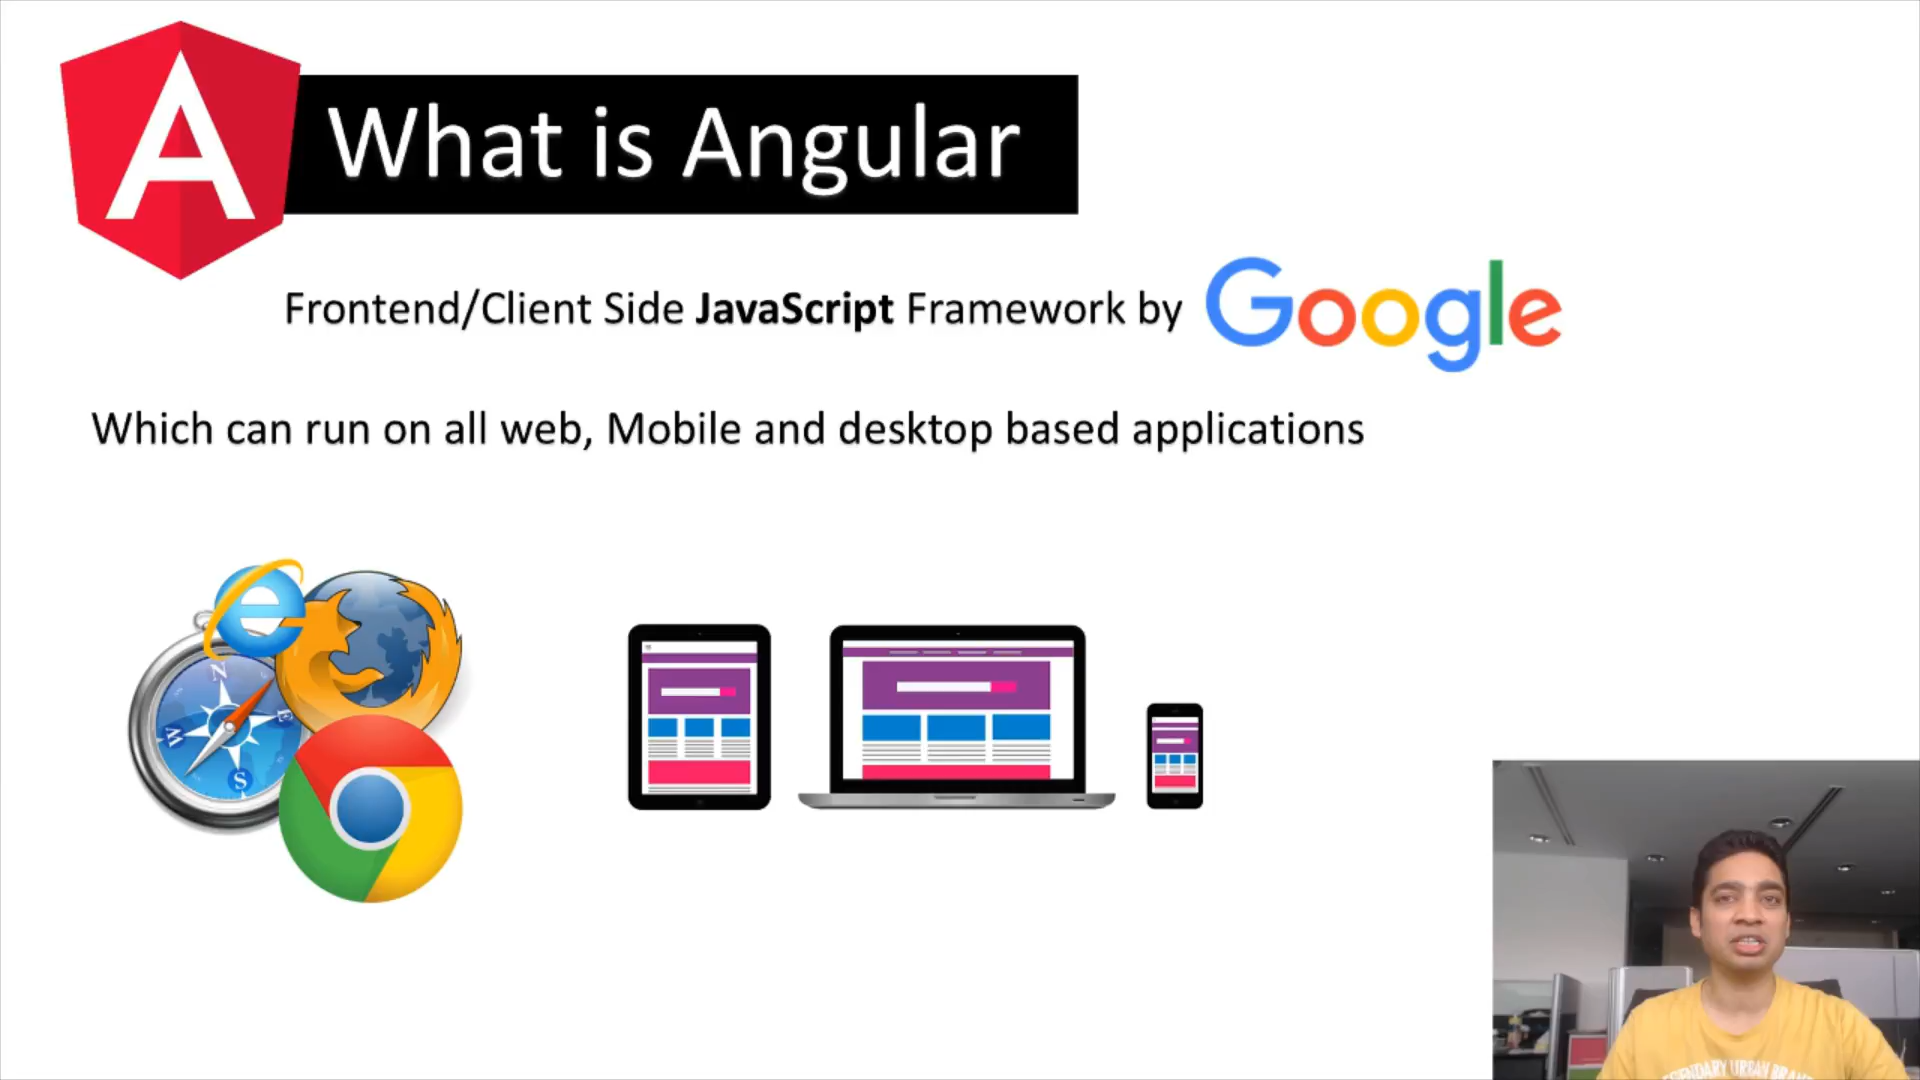 A
What is Angular
Frontend/Client Side JavaScript Framework by Google
Which can run on all web, Mobile and desktop based applications
e
N
W
E
S
URBAN